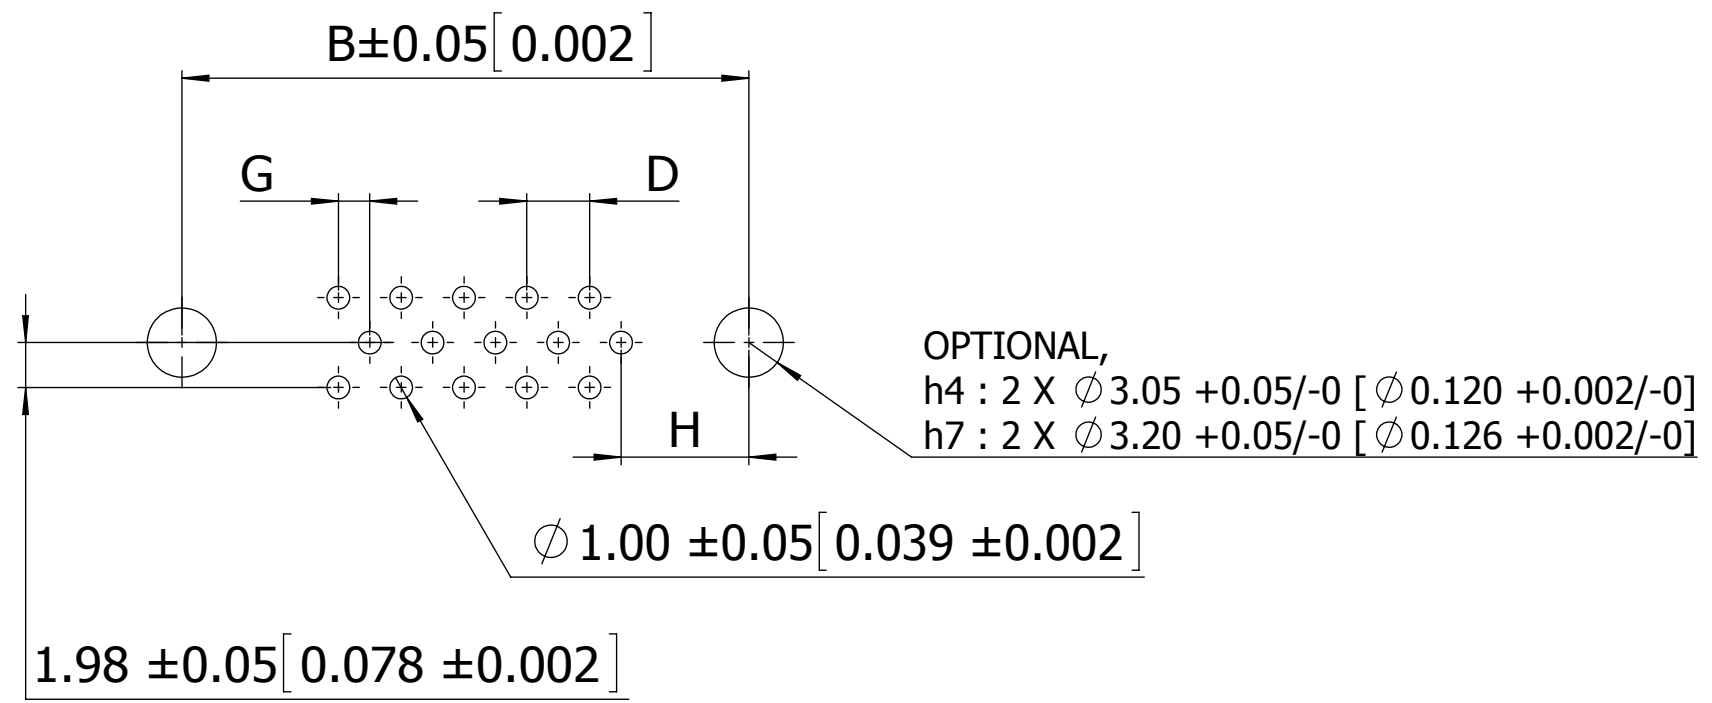 B±0.05[0.002]
G
D
OPTIONAL,
h4 : 2 X ∅3.05 +0.05/-0 [∅0.120 +0.002/-0]
h7 : 2 X ∅3.20 +0.05/-0 [∅0.126 +0.002/-0]
H
∅1.00 ±0.05[0.039 ±0.002]
1.98 ±0.05[0.078 ±0.002]